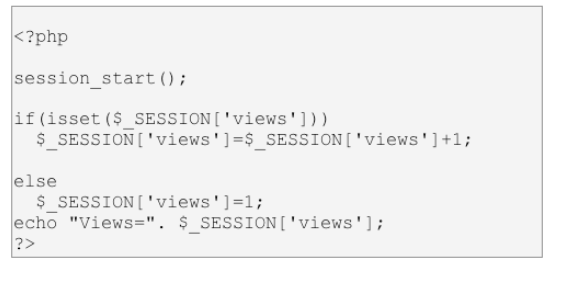 <?php
session_start();
if(isset($_SESSION['views']))
$_SESSION['views']=$_SESSION['views']+1;
else
$_SESSION['views']=1;
echo "Views=". $_SESSION['views'];
?>